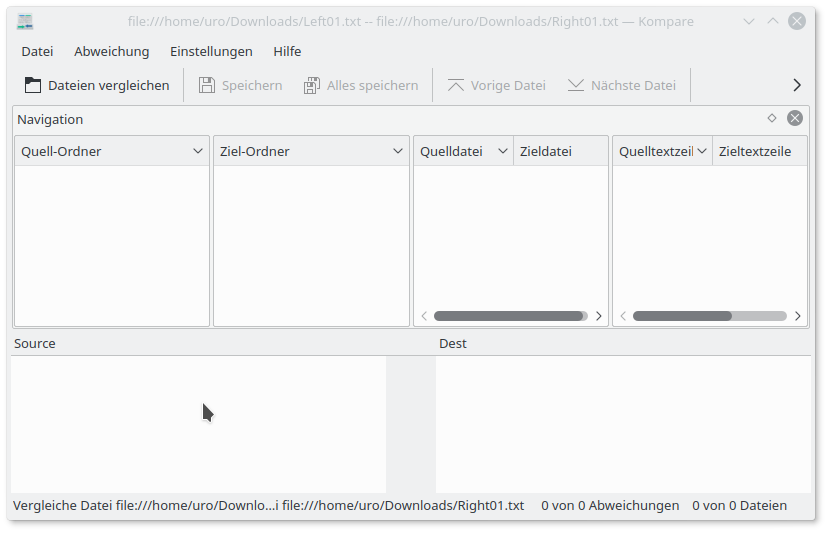 file:///home/uro/Downloads/Left01.txt -- file:///home/uro/Downloads/Right01.txt — Kompare
Datei Abweichung Einstellungen Hilfe
Dateien vergleichen Speichern Alles speichern Vorige Datei Nächste Datei
Navigation
Quell-Ordner Ziel-Ordner Quelldatei Zieldatei Quelltextzeil Zieltextzeile
Source Dest
Vergleiche Datei file:///home/uro/Downlo...i file:///home/uro/Downloads/Right01.txt 0 von 0 Abweichungen 0 von 0 Dateien